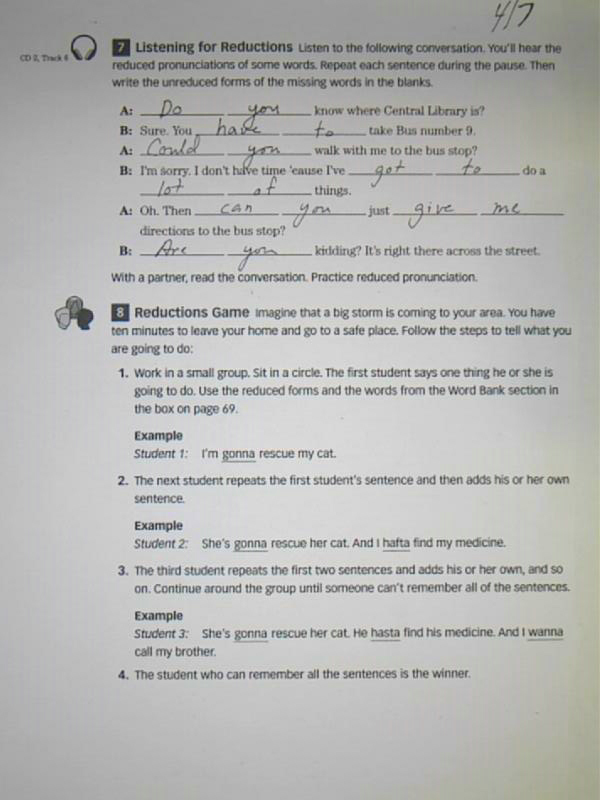 4/7
CD 2, Track 6
7 Listening for Reductions Listen to the following conversation. You'll hear the
reduced pronunciations of some words. Repeat each sentence during the pause. Then
write the unreduced forms of the missing words in the blanks.
A: Do you know where Central Library is?
B: Sure. You have to take Bus number 9.
A: Could you walk with me to the bus stop?
B: I'm sorry. I don't have time 'cause I've got to do a
lot of things.
A: Oh. Then can you just give me
directions to the bus stop?
B: Are you kidding? It's right there across the street.
With a partner, read the conversation. Practice reduced pronunciation.
8 Reductions Game Imagine that a big storm is coming to your area. You have
ten minutes to leave your home and go to a safe place. Follow the steps to tell what you
are going to do:
1. Work in a small group. Sit in a circle. The first student says one thing he or she is
going to do. Use the reduced forms and the words from the Word Bank section in
the box on page 69.
Example
Student 1: I'm gonna rescue my cat.
2. The next student repeats the first student's sentence and then adds his or her own
sentence.
Example
Student 2: She's gonna rescue her cat. And I hafta find my medicine.
3. The third student repeats the first two sentences and adds his or her own, and so
on. Continue around the group until someone can't remember all of the sentences.
Example
Student 3: She's gonna rescue her cat. He hasta find his medicine. And I wanna
call my brother.
4. The student who can remember all the sentences is the winner.